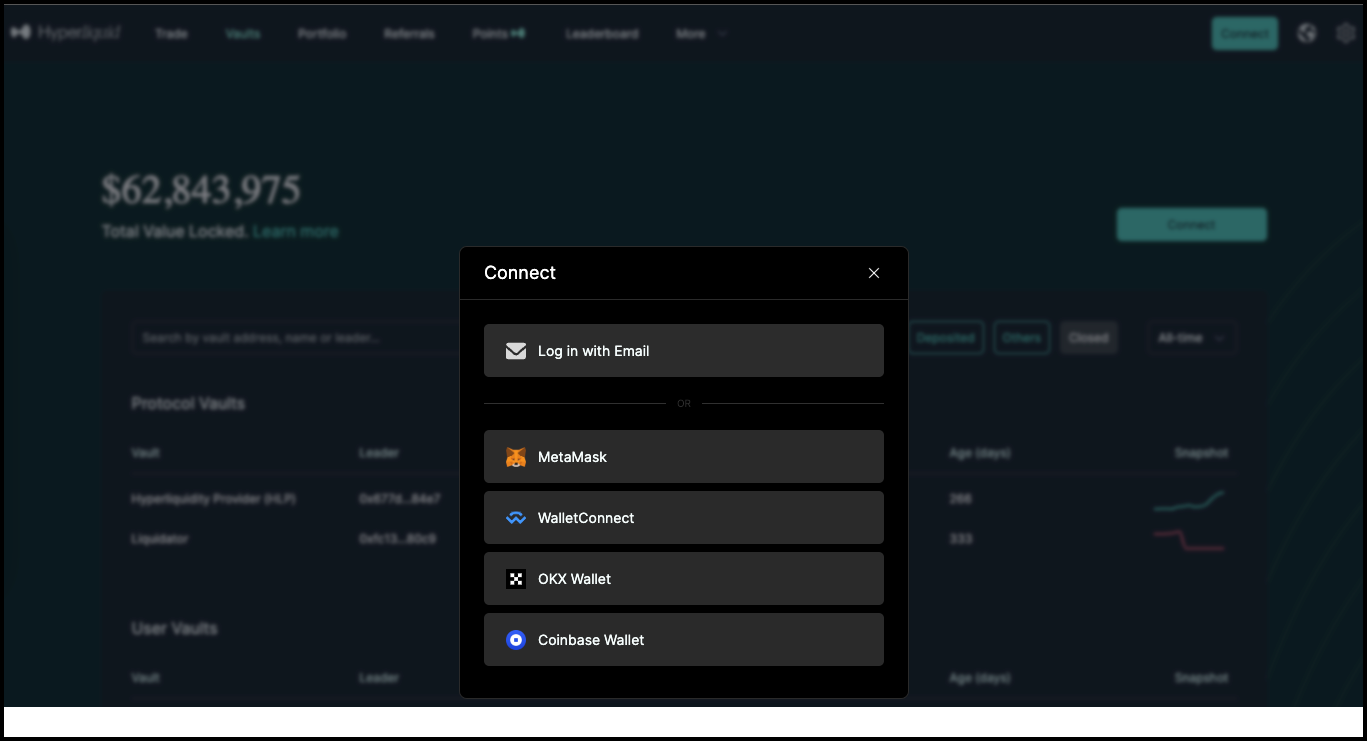 Hyperliquid Trade Vaults Portfolio Referrals Points Leaderboard More Connect
$62,843,975
Total Value Locked. Learn more
Connect
Connect
Search by vault address, name or leader...
Deposited Others Closed All-time
Log in with Email
OR
Protocol Vaults
Vault Leader Age (days) Snapshot
MetaMask
Hyperliquidity Provider (HLP) 0x677d...84e7 266
WalletConnect
Liquidator 0xfc13...80c9 333
OKX Wallet
User Vaults
Coinbase Wallet
Vault Leader Age (days) Snapshot